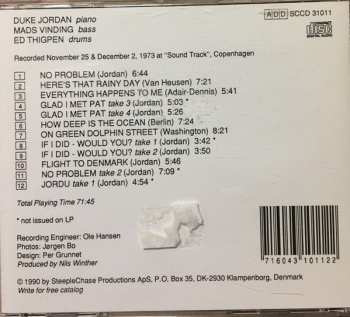 DUKE JORDAN piano
MADS VINDING bass
ED THIGPEN drums
ADD SCCD 31011
Recorded November 25 & December 2, 1973 at "Sound Track", Copenhagen
1 NO PROBLEM (Jordan) 6:44
2 HERE'S THAT RAINY DAY (Van Heusen) 7:21
3 EVERYTHING HAPPENS TO ME (Adair-Dennis) 5:41
4 GLAD I MET PAT take 3 (Jordan) 5:03 *
5 GLAD I MET PAT take 4 (Jordan) 5:26
6 HOW DEEP IS THE OCEAN (Berlin) 7:24
7 ON GREEN DOLPHIN STREET (Washington) 8:21
8 IF I DID - WOULD YOU? take 1 (Jordan) 3:42 *
9 IF I DID - WOULD YOU? take 2 (Jordan) 3:50
10 FLIGHT TO DENMARK (Jordan) 5:46
11 NO PROBLEM take 2 (Jordan) 7:09 *
12 JORDU take 1 (Jordan) 4:54 *
Total Playing Time 71:45
* not issued on LP
Recording Engineer: Ole Hansen
Photos: Jørgen Bo
Design: Per Grunnet
Produced by Nils Winther
© 1990 by SteepleChase Productions ApS, P.O. Box 35, DK-2930 Klampenborg, Denmark
Write for free catalog
716043 101122